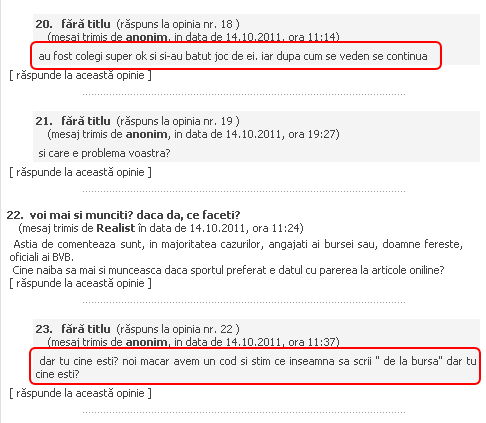 20. fără titlu (răspuns la opinia nr. 18 )
(mesaj trimis de anonim, in data de 14.10.2011, ora 11:14)
au fost colegi super ok si si-au batut joc de ei. iar dupa cum se veden se continua
[ răspunde la această opinie ]
21. fără titlu (răspuns la opinia nr. 19 )
(mesaj trimis de anonim, in data de 14.10.2011, ora 19:27)
si care e problema voastra?
[ răspunde la această opinie ]
22. voi mai si munciti? daca da, ce faceti?
(mesaj trimis de Realist în data de 14.10.2011, ora 11:24)
Astia de comenteaza sunt, in majoritatea cazurilor, angajati ai bursei sau, doamne fereste,
oficiali ai BVB.
Cine naiba sa mai si munceasca daca sportul preferat e datul cu parerea la articole oniline?
[ răspunde la această opinie ]
23. fără titlu (răspuns la opinia nr. 22 )
(mesaj trimis de anonim, in data de 14.10.2011, ora 11:37)
dar tu cine esti? noi macar avem un cod si stim ce inseamna sa scrii " de la bursa" dar tu
cine esti?
[ răspunde la această opinie ]